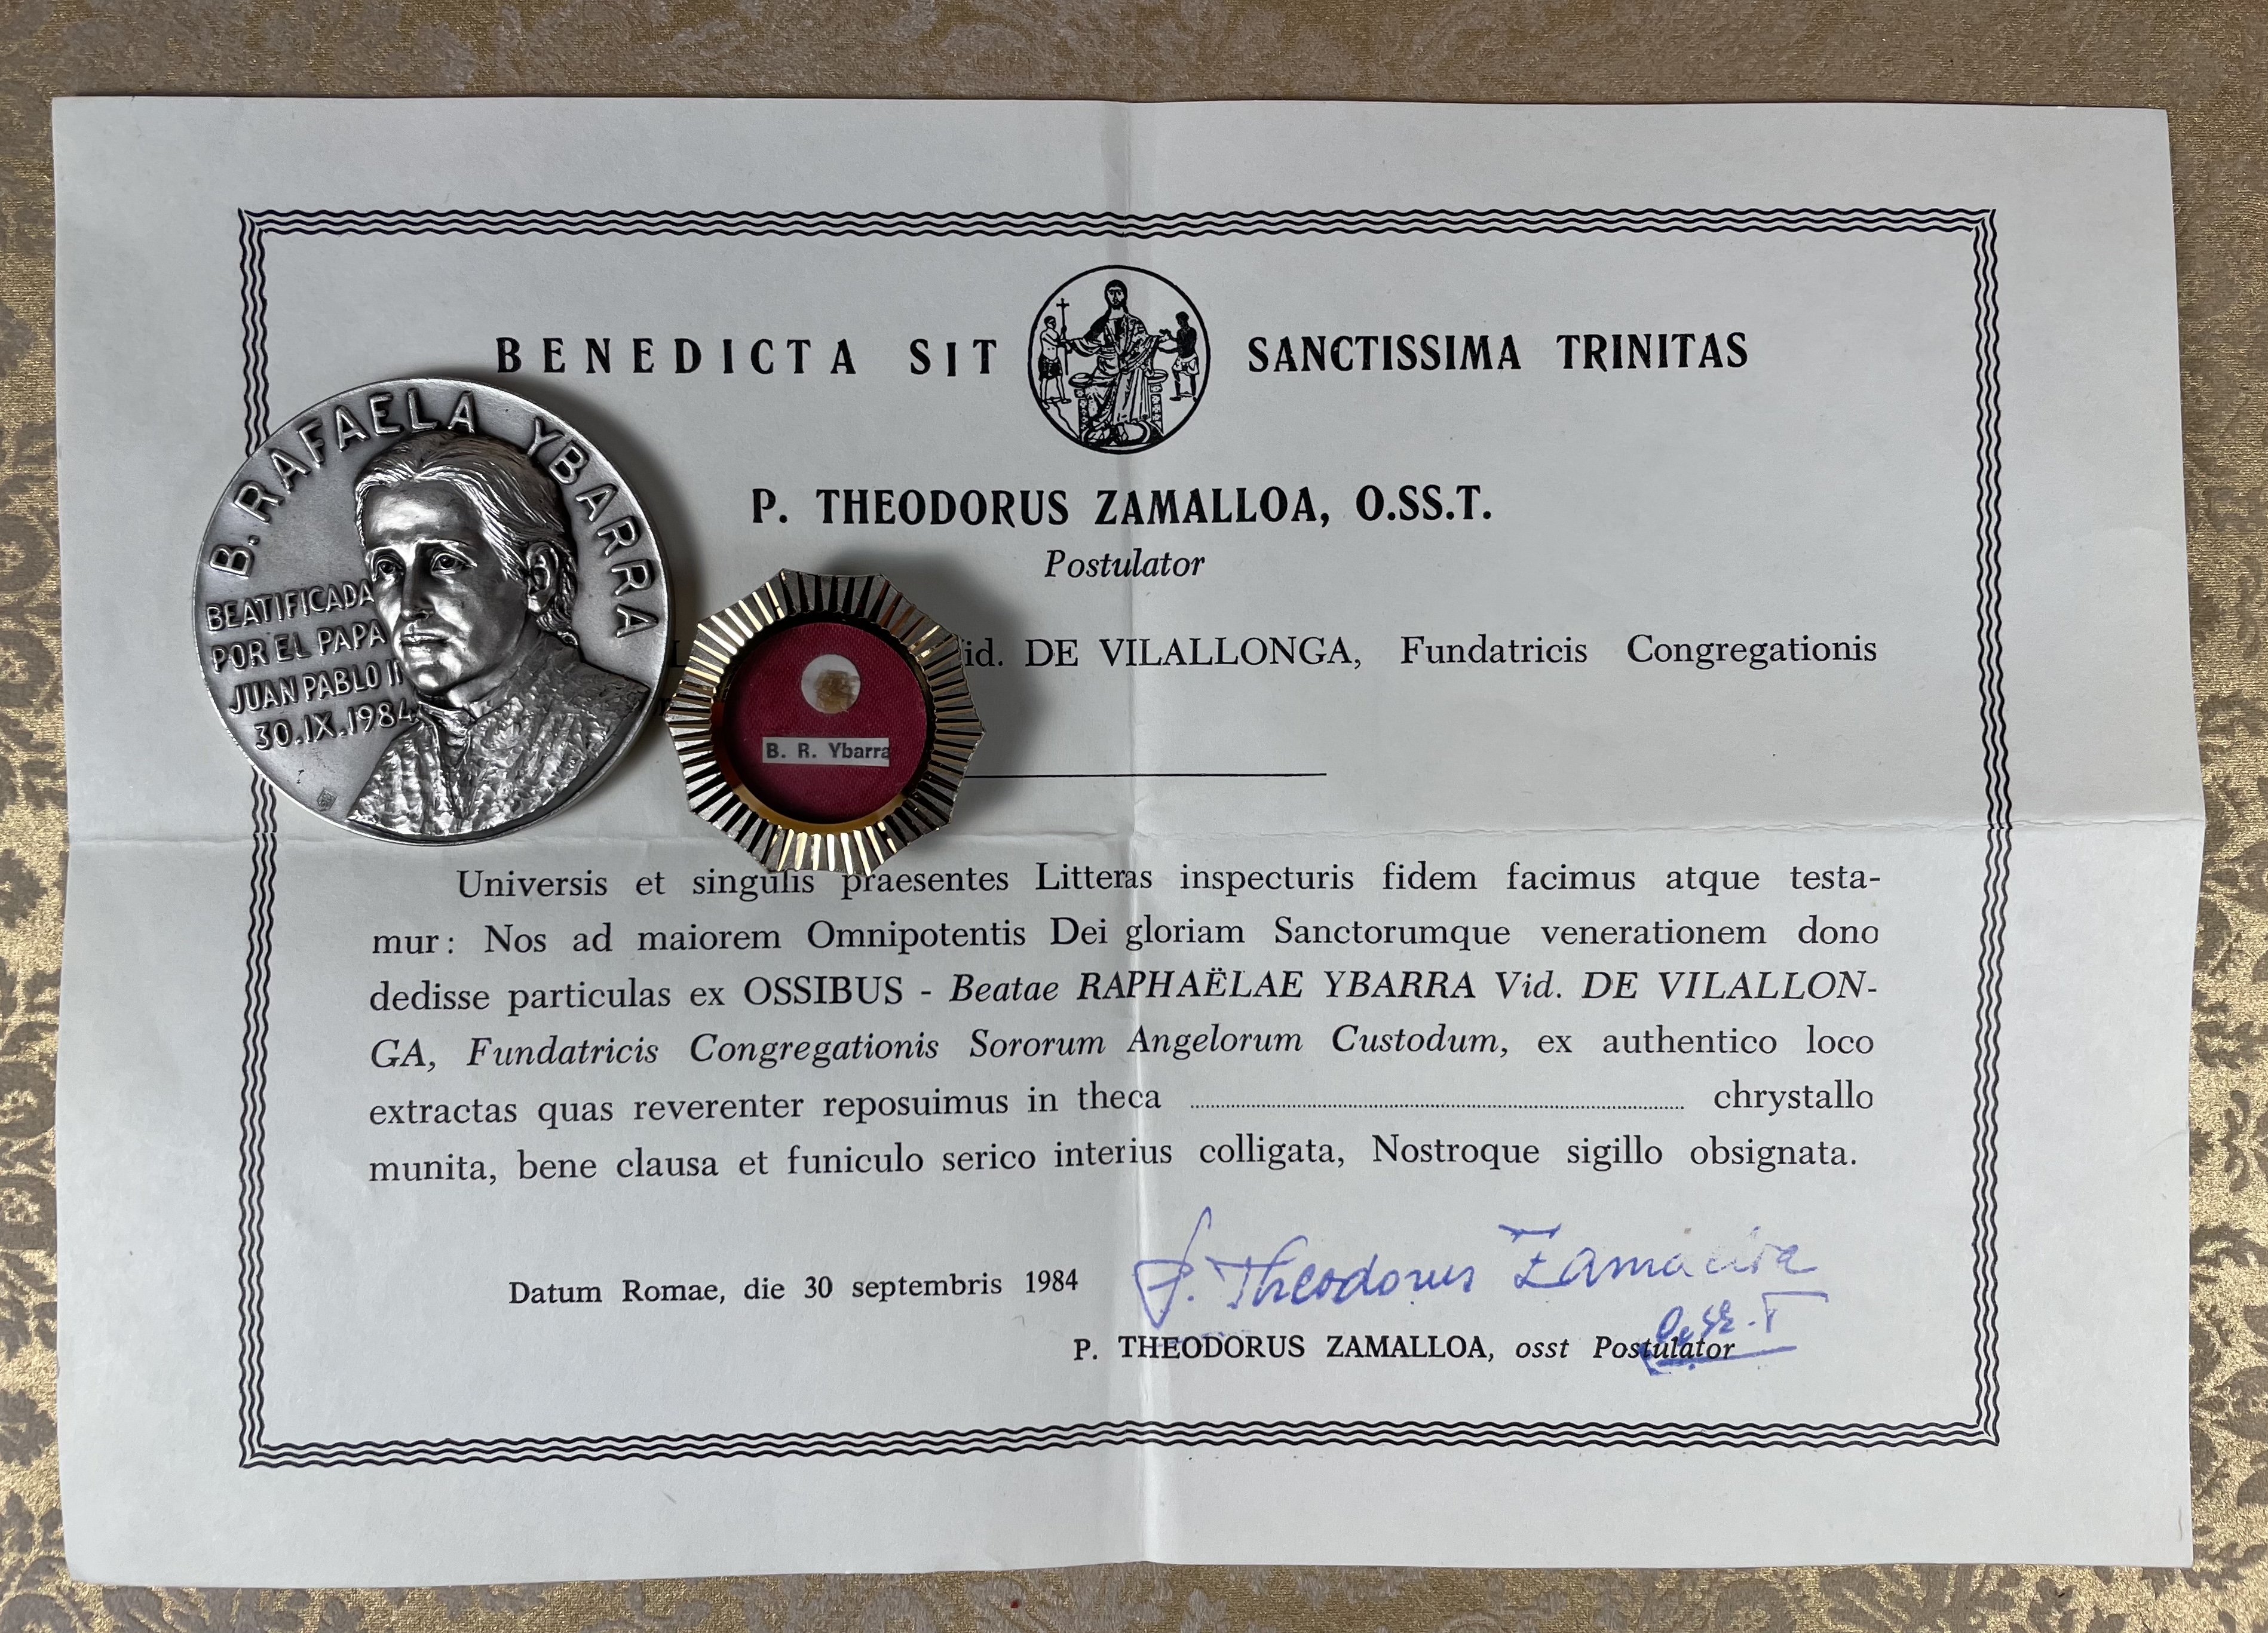 BENEDICTA SIT SANCTISSIMA TRINITAS
P. THEODORUS ZAMALLOA, O.SS.T.
Postulator
id. DE VILALLONGA, Fundatricis Congregationis
B. RAFAELA YBARRA
BEATIFICADA
POR EL PAPA
JUAN PABLO II
30.IX.1984
B. R. Ybarra
Universis et singulis praesentes Litteras inspecturis fidem facimus atque testa-
mur: Nos ad maiorem Omnipotentis Dei gloriam Sanctorumque venerationem dono
dedisse particulas ex OSSIBUS - Beatae RAPHAËLAE YBARRA Vid. DE VILALLON-
GA, Fundatricis Congregationis Sororum Angelorum Custodum, ex authentico loco
extractas quas reverenter reposuimus in theca chrystallo
munita, bene clausa et funiculo serico interius colligata, Nostroque sigillo obsignata.
Datum Romae, die 30 septembris 1984
P. Theodorus Zamalloa
O.SS.T
P. THEODORUS ZAMALLOA, osst Postulator